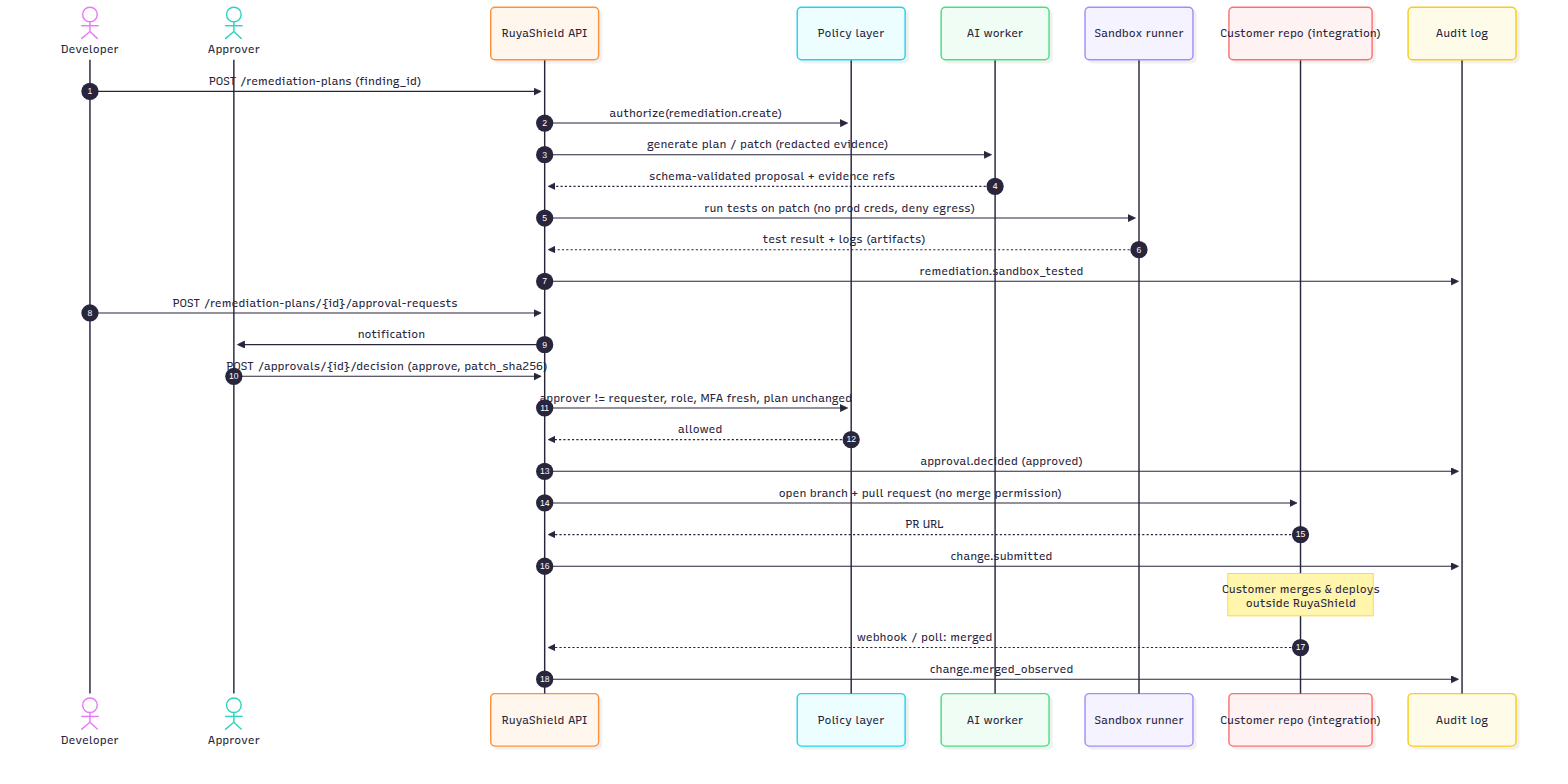 Developer
Approver
RuyaShield API
Policy layer
AI worker
Sandbox runner
Customer repo (integration)
Audit log
POST /remediation-plans (finding_id)
1
authorize(remediation.create)
2
generate plan / patch (redacted evidence)
3
schema-validated proposal + evidence refs
4
run tests on patch (no prod creds, deny egress)
5
test result + logs (artifacts)
6
remediation.sandbox_tested
7
POST /remediation-plans/{id}/approval-requests
8
notification
9
POST /approvals/{id}/decision (approve, patch_sha256)
10
approver != requester, role, MFA fresh, plan unchanged
11
allowed
12
approval.decided (approved)
13
open branch + pull request (no merge permission)
14
PR URL
15
change.submitted
16
Customer merges & deploys
outside RuyaShield
webhook / poll: merged
17
change.merged_observed
18
Developer
Approver
RuyaShield API
Policy layer
AI worker
Sandbox runner
Customer repo (integration)
Audit log